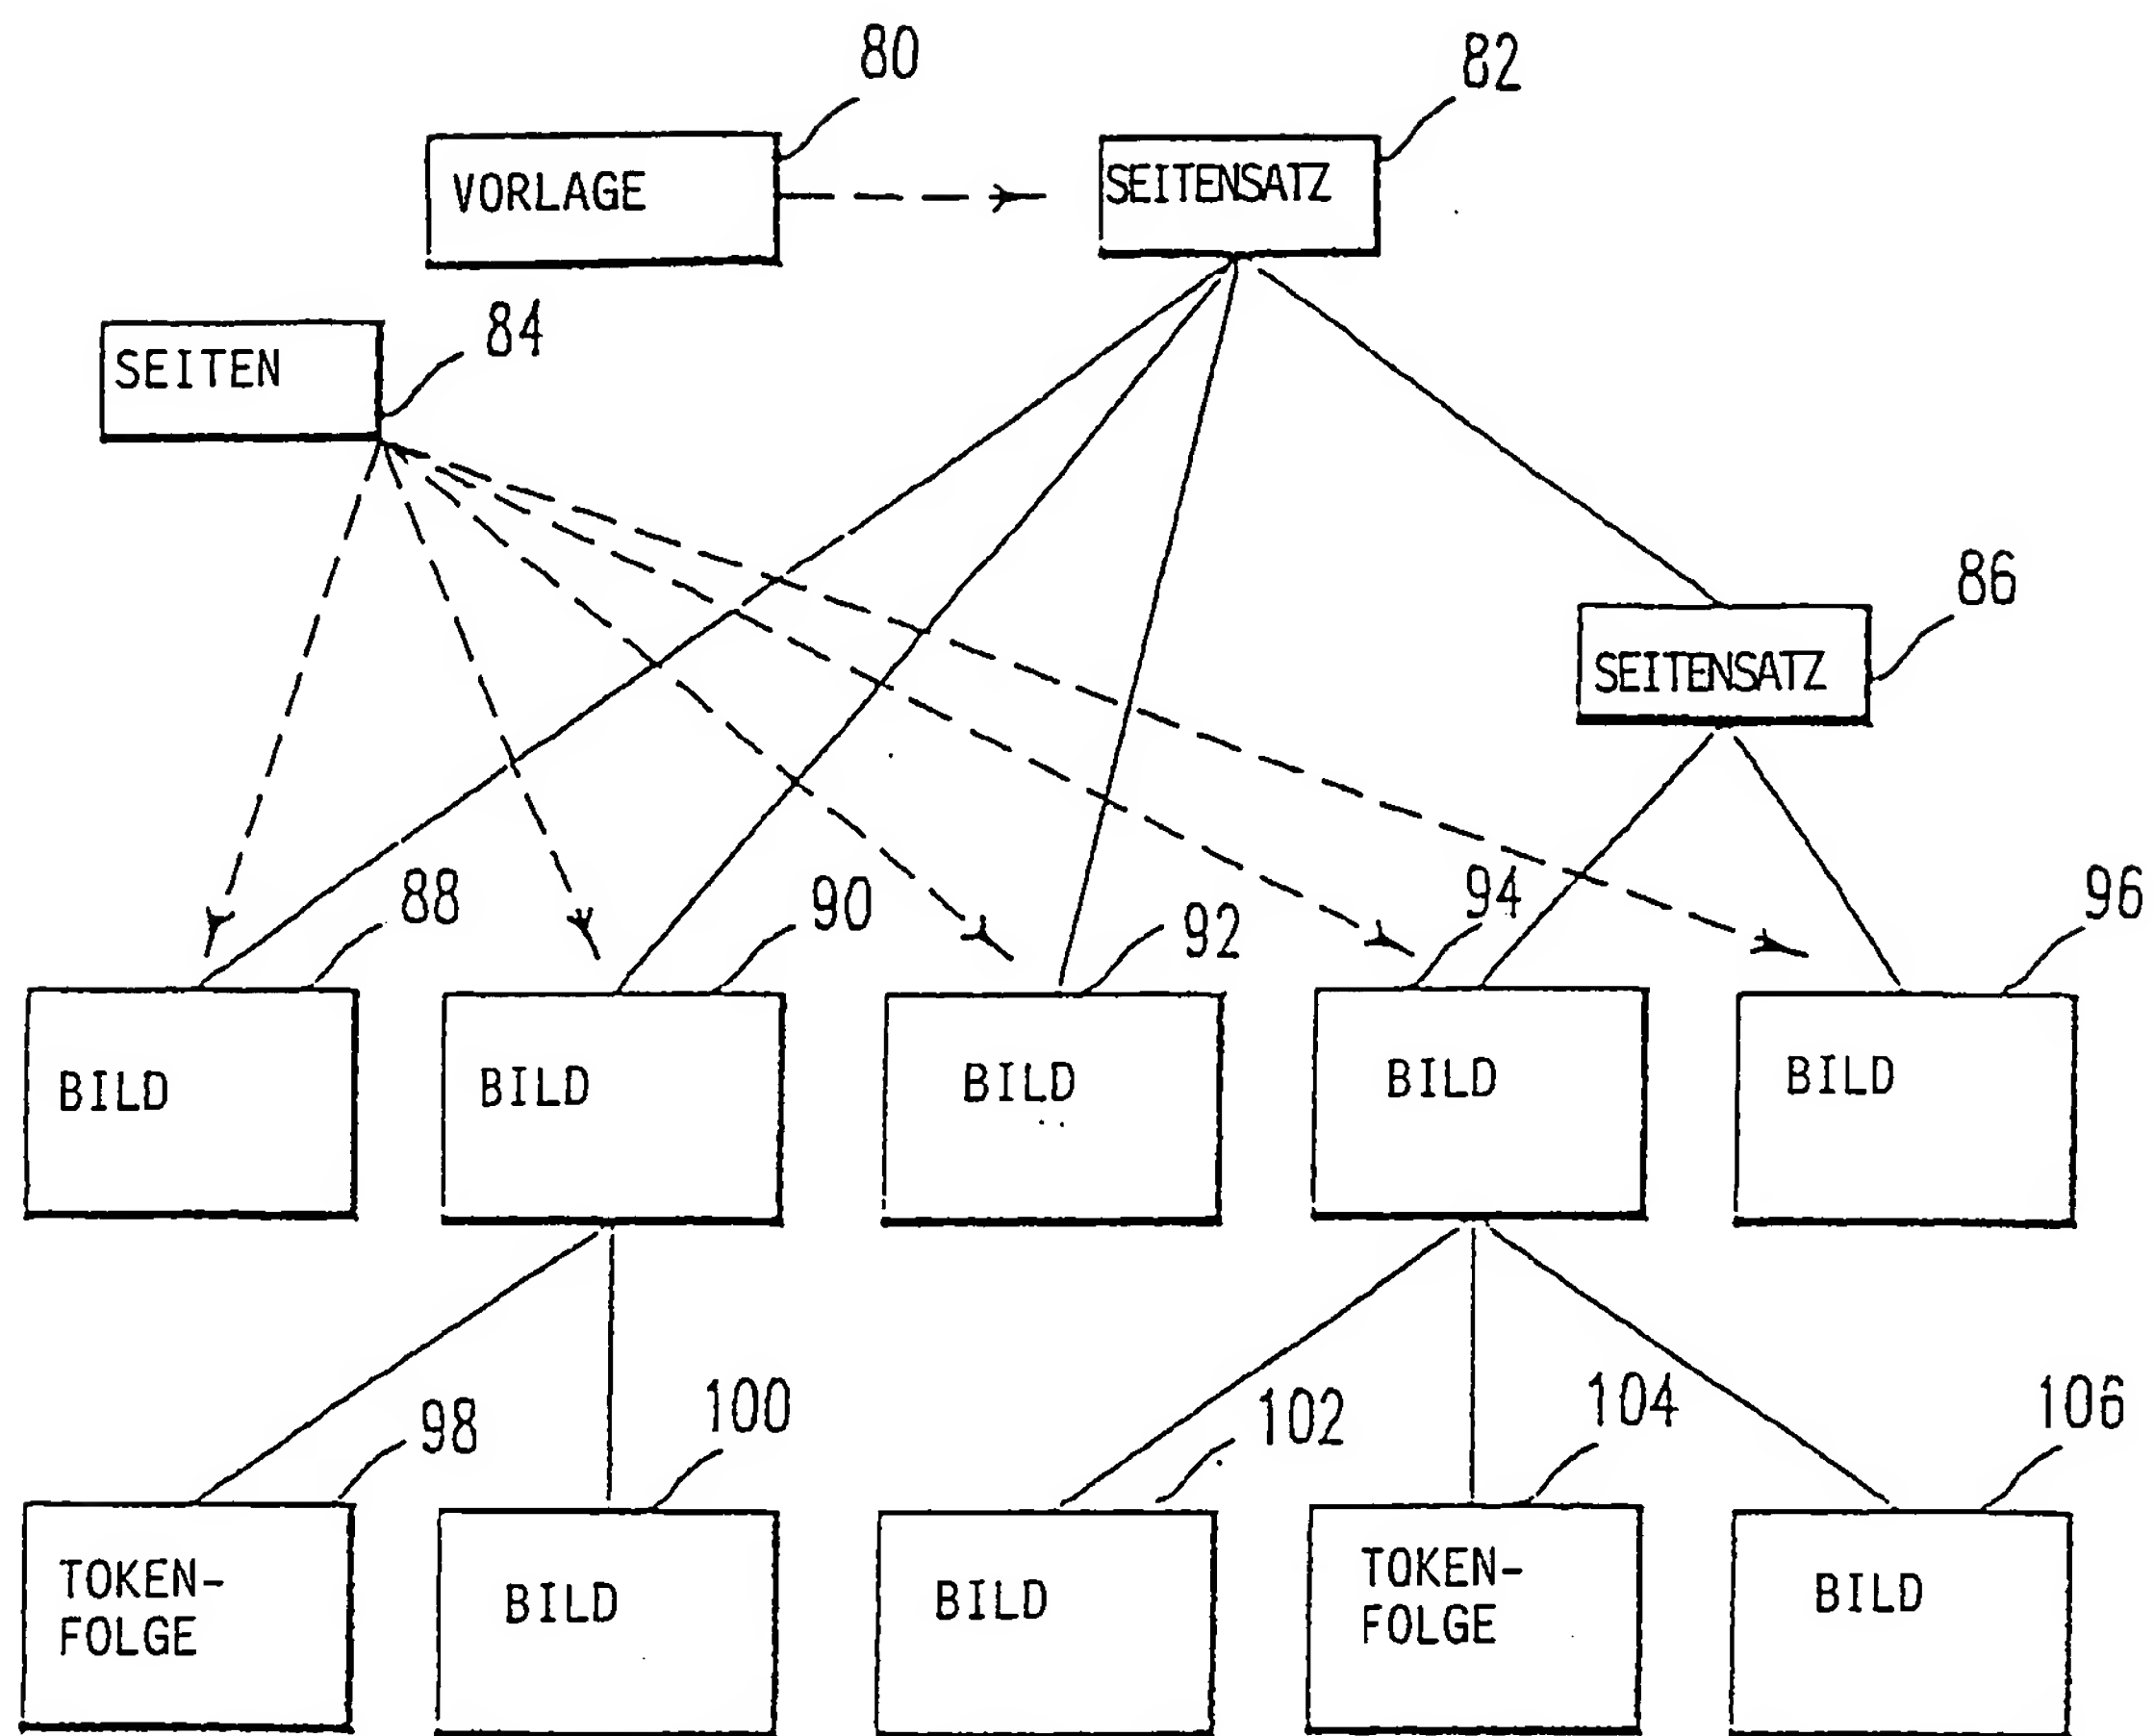 80
82
VORLAGE
SEITENSATZ
84
SEITEN
86
SEITENSATZ
88
90
92
94
96
BILD
BILD
BILD
BILD
BILD
98
100
102
104
106
TOKEN-
FOLGE
BILD
BILD
TOKEN-
FOLGE
BILD